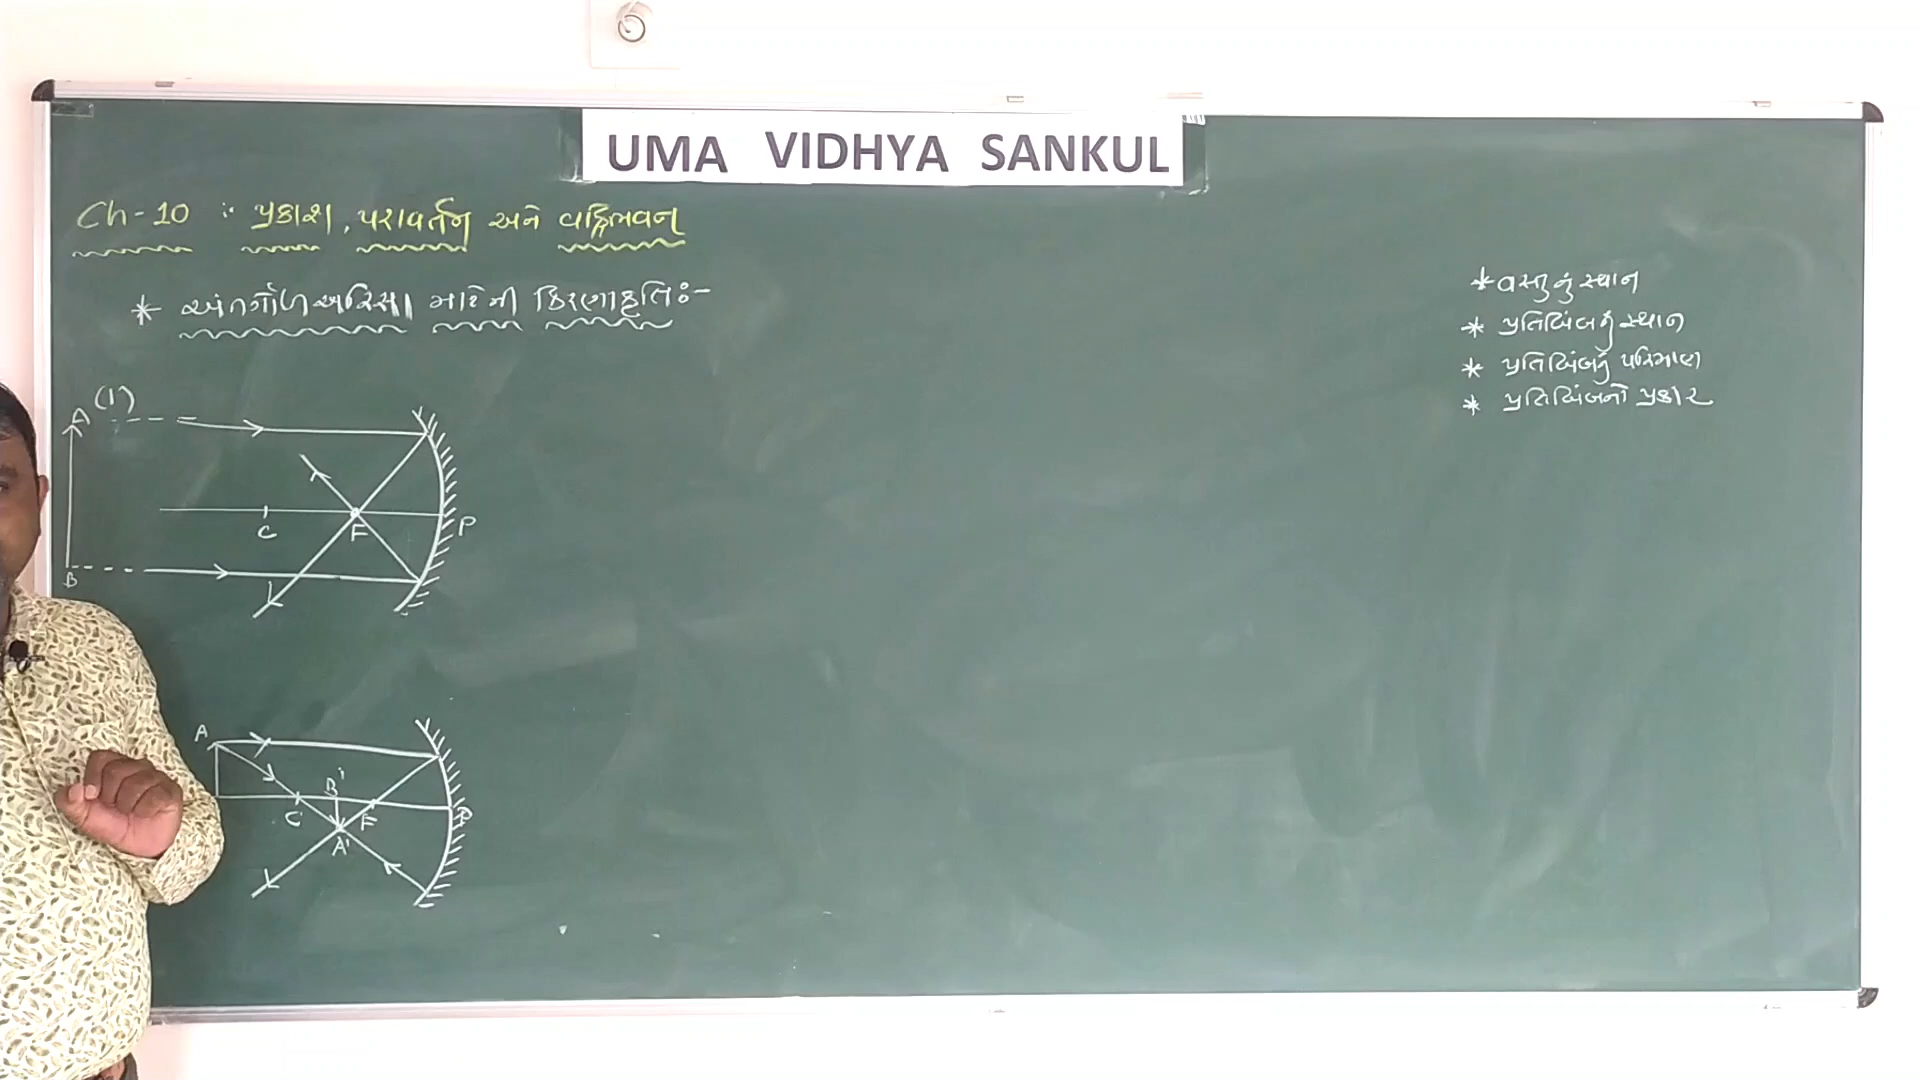 UMA VIDHYA SANKUL
Ch-10 : પ્રકાશ, પરાવર્તન અને વક્રીભવન
* અંતર્ગોળ અરીસા માટેની કિરણાકૃતિ:-
* વસ્તુનું સ્થાન
* પ્રતિબિંબનું સ્થાન
* પ્રતિબિંબનું પરિમાણ
* પ્રતિબિંબનો પ્રકાર
(1)
A
C
F
P
B
A
B'
C
F
P
A'